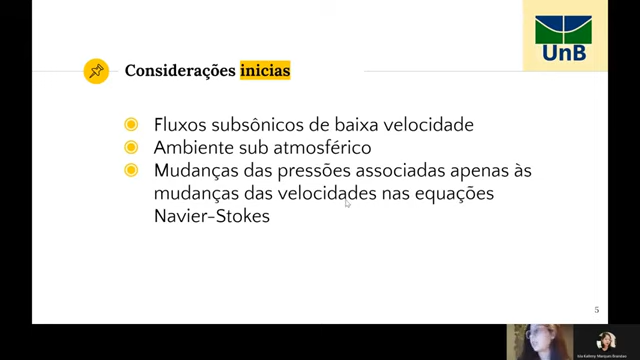 UnB
Considerações inicias
Fluxos subsônicos de baixa velocidade
Ambiente sub atmosférico
Mudanças das pressões associadas apenas às
mudanças das velocidades nas equações
Navier-Stokes
5